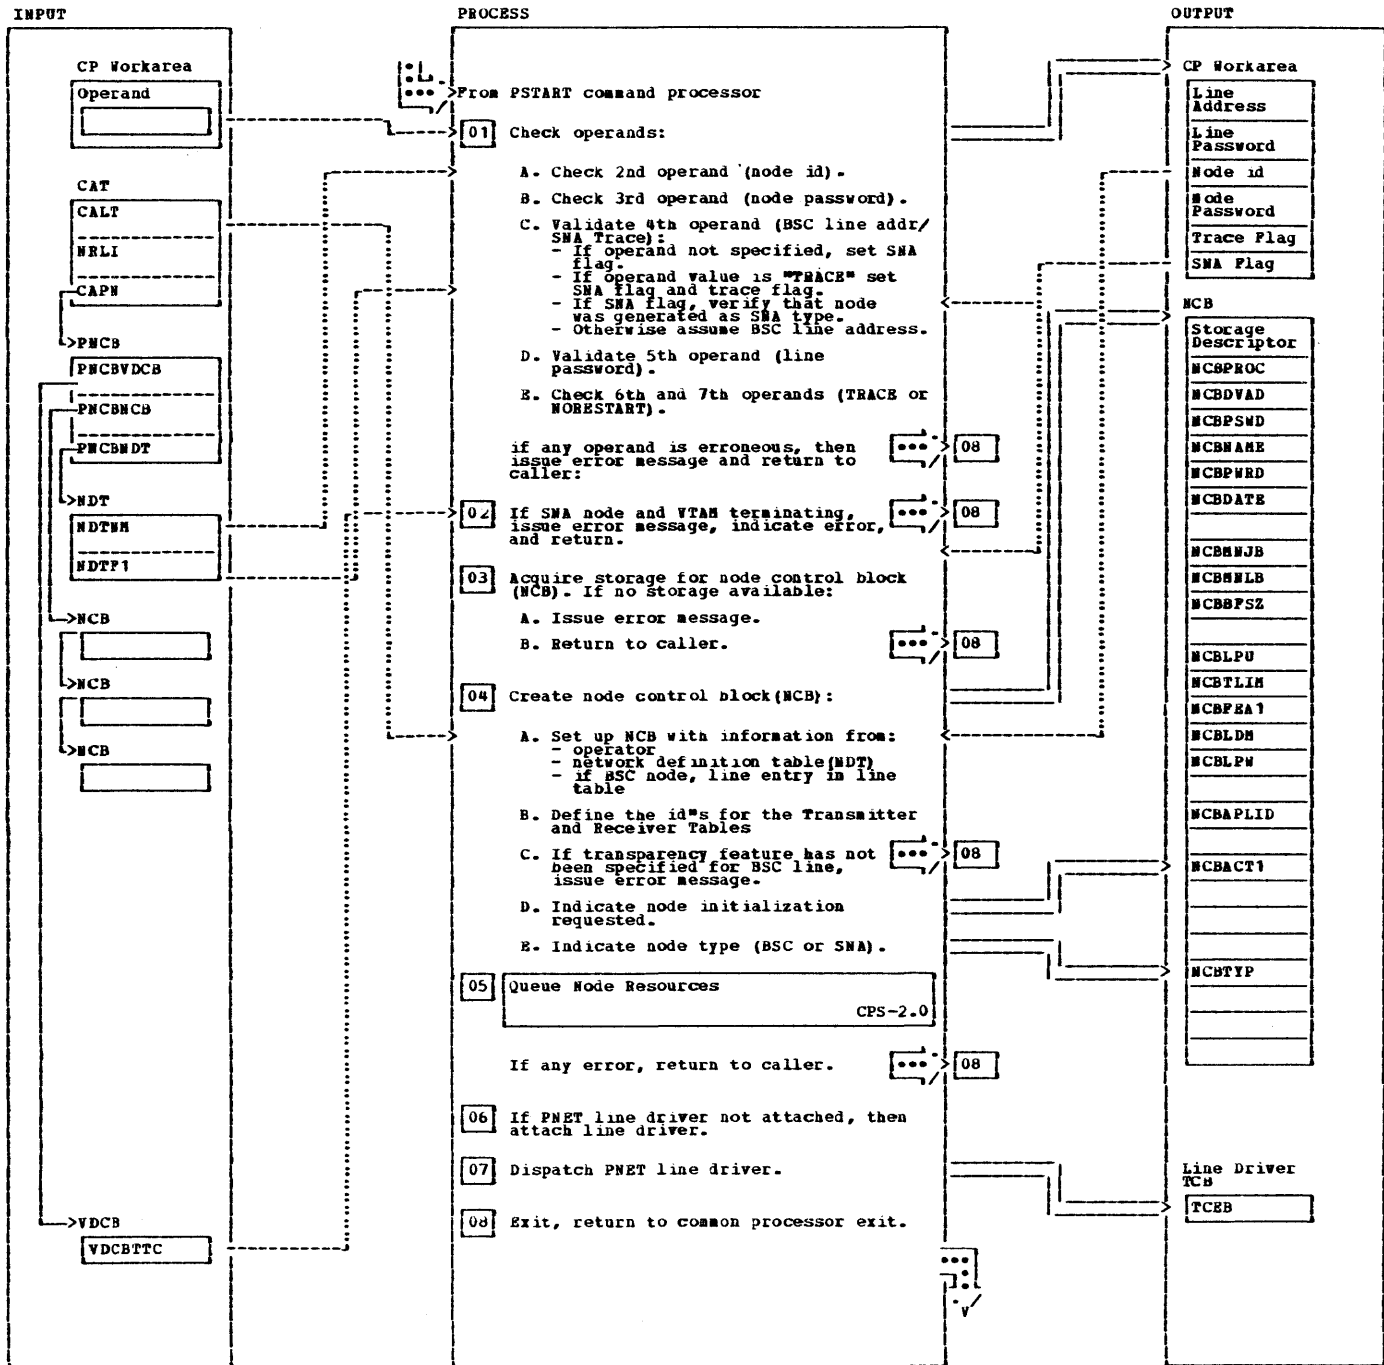 INPUT
PROCESS
OUTPUT
CP Workarea
Operand
CAT
CALT
NRLI
CAPN
>PNCB
PNCBVDCB
PNCBNCB
PNCBNDT
>NDT
NDTNM
NDTF1
>NCB
>NCB
>NCB
>VDCB
VDCBTTC
From PSTART command processor
01 Check operands:
A. Check 2nd operand (node id).
B. Check 3rd operand (node password).
C. Validate 4th operand (BSC line addr/
SNA Trace):
- If operand not specified, set SNA
flag.
- If operand value is "TRACE" set
SNA flag and trace flag.
- If SNA flag, verify that node
was generated as SNA type.
- Otherwise assume BSC line address.
D. Validate 5th operand (line
password).
E. Check 6th and 7th operands (TRACE or
NORESTART).
if any operand is erroneous, then
issue error message and return to
caller:
08
02 If SNA node and VTAM terminating,
issue error message, indicate error,
and return.
08
03 Acquire storage for node control block
(NCB). If no storage available:
A. Issue error message.
B. Return to caller.
08
04 Create node control block(NCB):
A. Set up NCB with information from:
- operator
- network definition table(NDT)
- if BSC node, line entry in line
table
B. Define the id"s for the Transmitter
and Receiver Tables
C. If transparency feature has not
been specified for BSC line,
issue error message.
08
D. Indicate node initialization
requested.
E. Indicate node type (BSC or SNA).
05 Queue Node Resources
CPS-2.0
If any error, return to caller.
08
06 If PNET line driver not attached, then
attach line driver.
07 Dispatch PNET line driver.
08 Exit, return to common processor exit.
CP Workarea
Line
Address
Line
Password
Node id
Node
Password
Trace Flag
SNA Flag
NCB
Storage
Descriptor
NCBPROC
NCBDVAD
NCBPSWD
NCBNAME
NCBPWRD
NCBDATE
NCBMNJB
NCBMNLB
NCBBFSZ
NCBLPU
NCBTLIM
NCBFEA1
NCBLDM
NCBLPW
NCBAPLID
NCBACT1
NCBTYP
Line Driver
TCB
TCEB